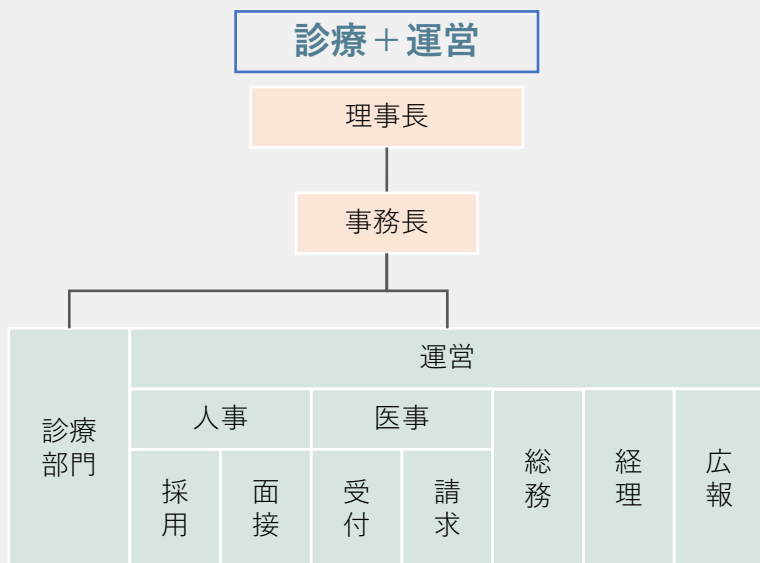 診療＋運営
理事長
事務長
診療
部門
運営
人事
医事
採用
面接
受付
請求
総務
経理
広報